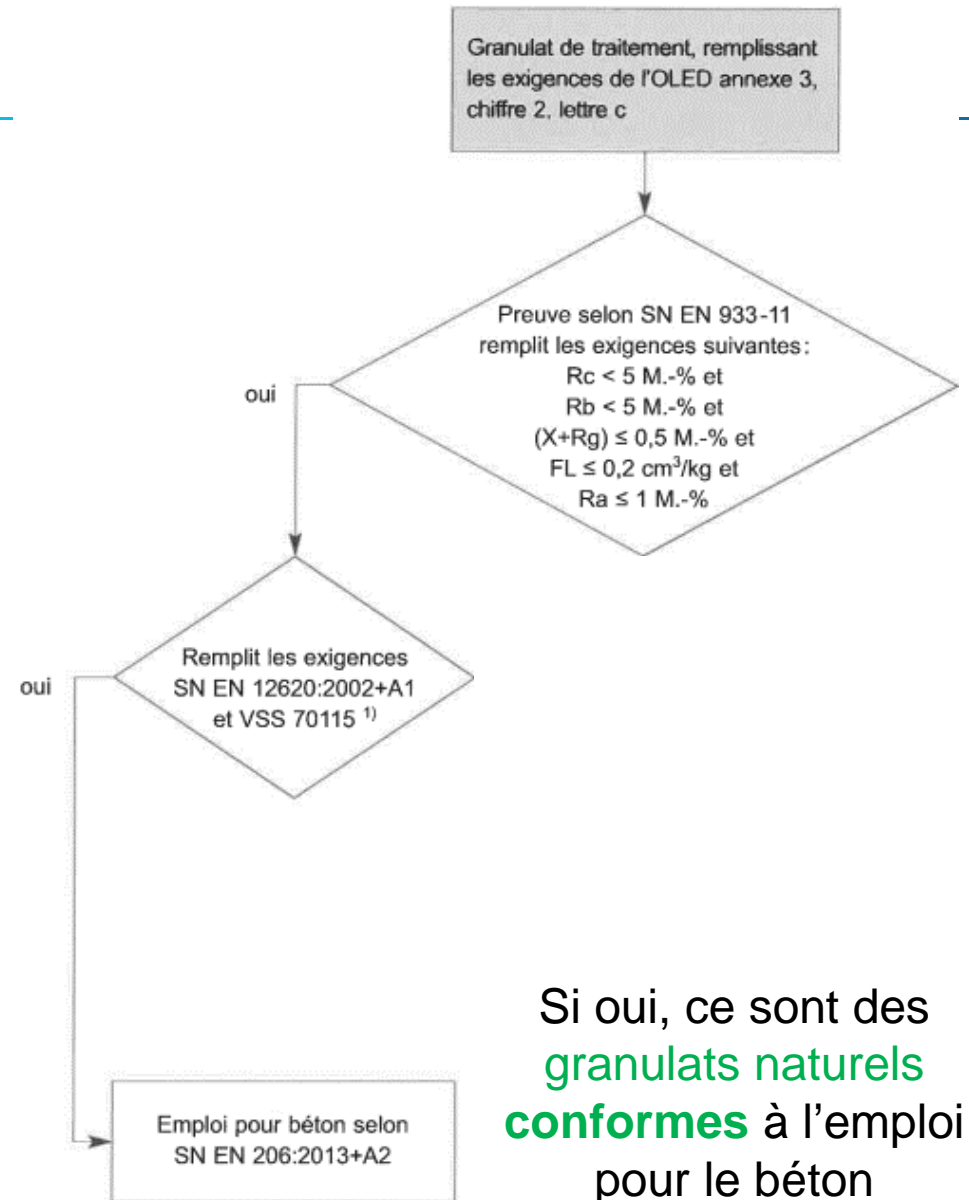 Granulat de traitement, remplissant
les exigences de l'OLED annexe 3,
chiffre 2, lettre c
Preuve selon SN EN 933-11
remplit les exigences suivantes:
Rc < 5 M.-% et
Rb < 5 M.-% et
(X+Rg) ≤ 0,5 M.-% et
FL ≤ 0,2 cm³/kg et
Ra ≤ 1 M.-%
oui
Remplit les exigences
SN EN 12620:2002+A1
et VSS 70115 ¹⁾
oui
Emploi pour béton selon
SN EN 206:2013+A2
Si oui, ce sont des
granulats naturels
conformes à l’emploi
pour le béton